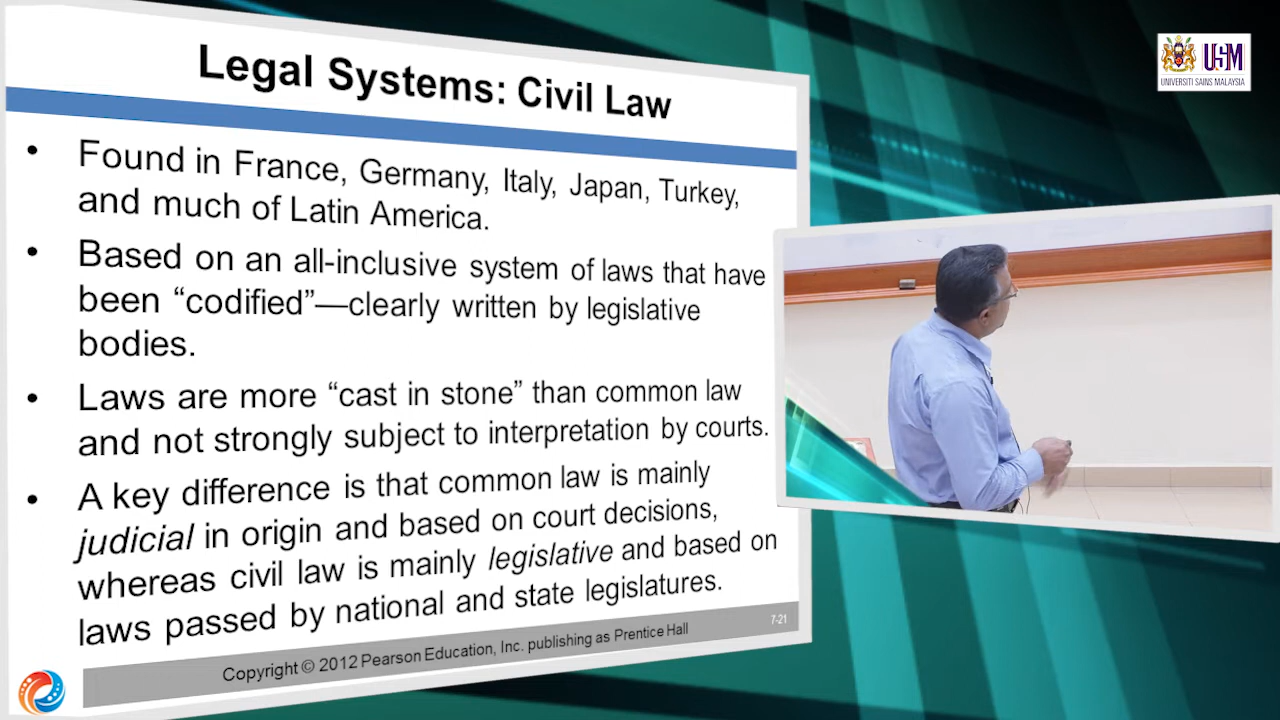 Legal Systems: Civil Law
• Found in France, Germany, Italy, Japan, Turkey,
and much of Latin America.
• Based on an all-inclusive system of laws that have
been “codified”—clearly written by legislative
bodies.
• Laws are more “cast in stone” than common law
and not strongly subject to interpretation by courts.
• A key difference is that common law is mainly
judicial in origin and based on court decisions,
whereas civil law is mainly legislative and based on
laws passed by national and state legislatures.
7-21
Copyright © 2012 Pearson Education, Inc. publishing as Prentice Hall
USM
UNIVERSITI SAINS MALAYSIA